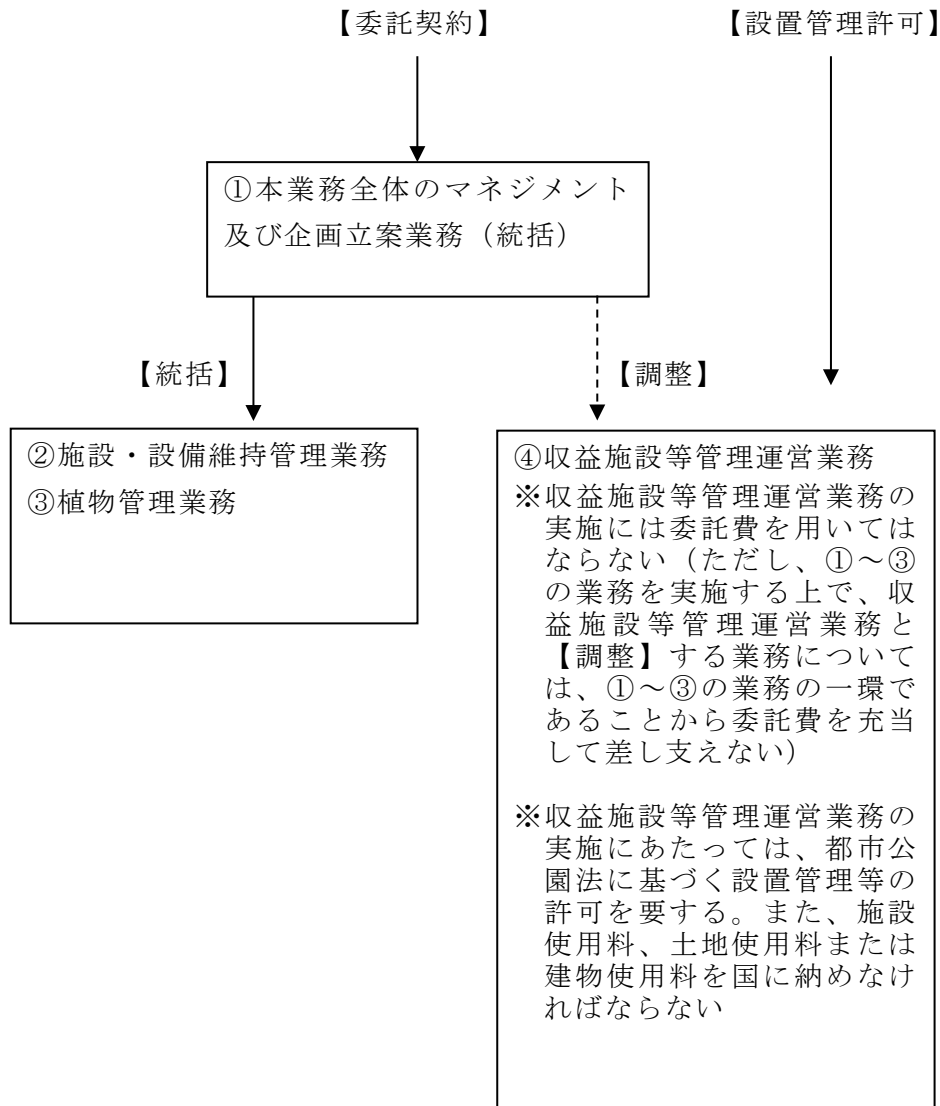 【委託契約】
【設置管理許可】
①本業務全体のマネジメント
及び企画立案業務（統括）
【統括】
【調整】
②施設・設備維持管理業務
③植物管理業務
④収益施設等管理運営業務
※収益施設等管理運営業務の
実施には委託費を用いては
ならない（ただし、①～③
の業務を実施する上で、収
益施設等管理運営業務と
【調整】する業務について
は、①～③の業務の一環で
あることから委託費を充当
して差し支えない）
※収益施設等管理運営業務の
実施にあたっては、都市公
園法に基づく設置管理等の
許可を要する。また、施設
使用料、土地使用料または
建物使用料を国に納めなけ
ればならない